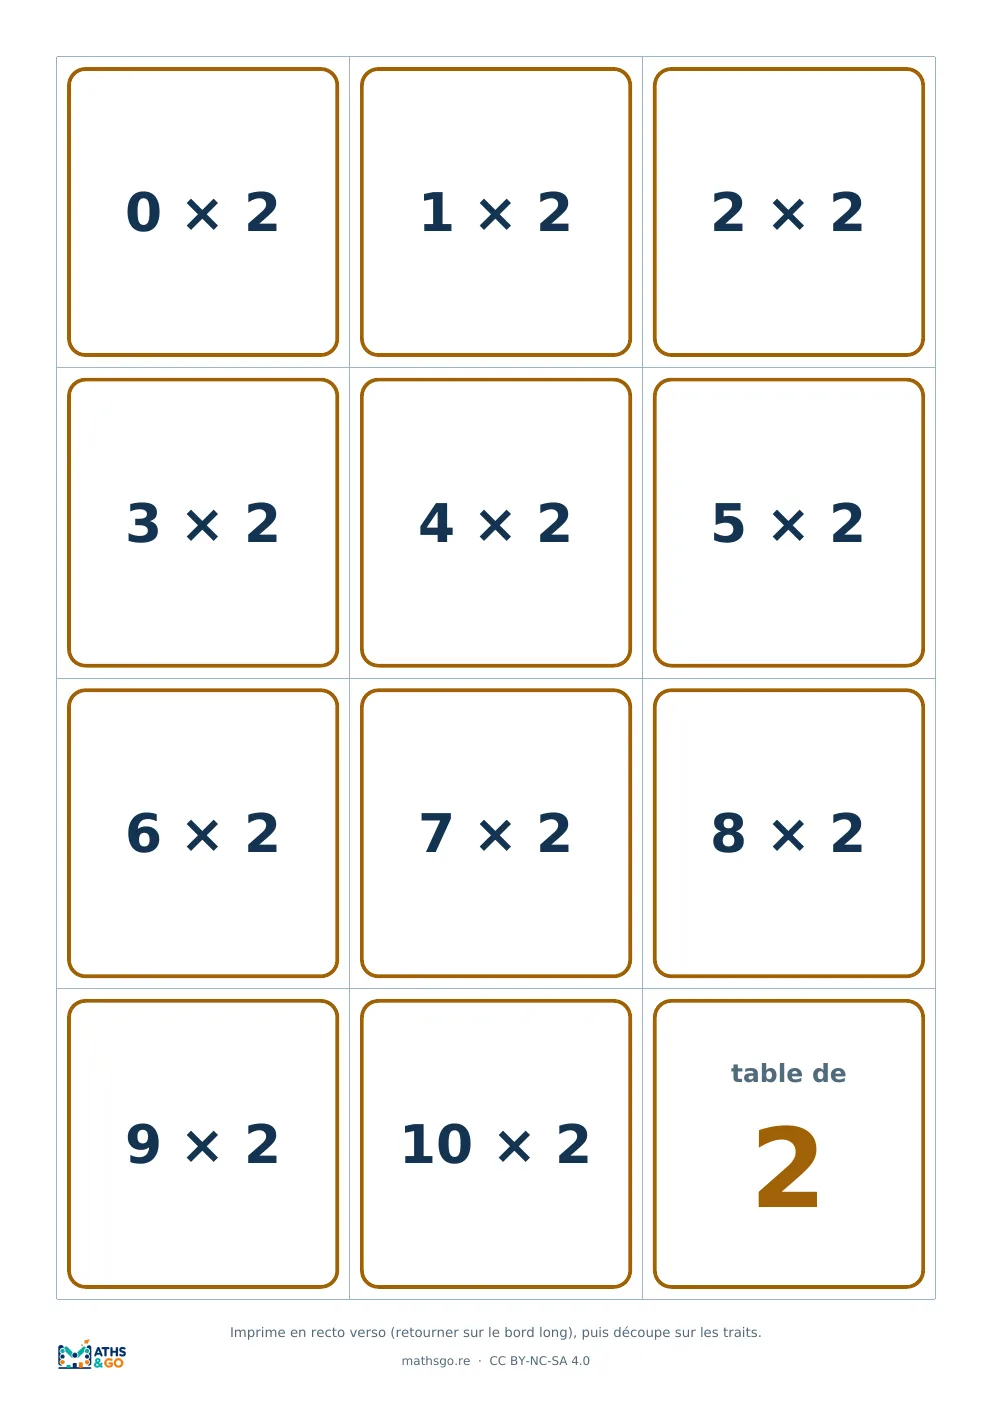 0 × 2
1 × 2
2 × 2
3 × 2
4 × 2
5 × 2
6 × 2
7 × 2
8 × 2
9 × 2
10 × 2
table de
2
Imprime en recto verso (retourner sur le bord long), puis découpe sur les traits.
MATHS
&GO
mathsgo.re · CC BY-NC-SA 4.0